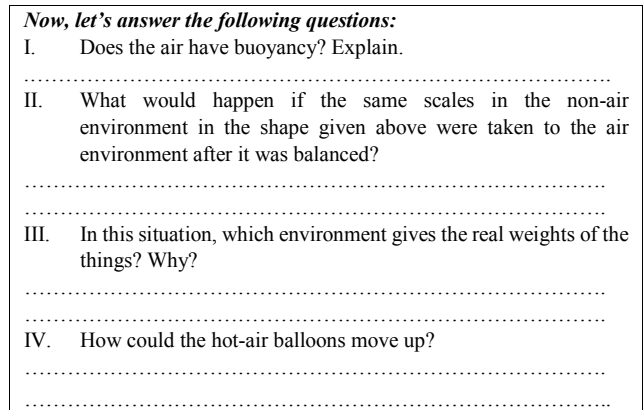 Now, let's answer the following questions:
I. Does the air have buoyancy? Explain.
………………………………………………………………………….
II. What would happen if the same scales in the non-air
environment in the shape given above were taken to the air
environment after it was balanced?
……………………………………………………………………….
……………………………………………………………………….
III. In this situation, which environment gives the real weights of the
things? Why?
……………………………………………………………………….
……………………………………………………………………….
IV. How could the hot-air balloons move up?
……………………………………………………………………….
………………………………………………………………………..